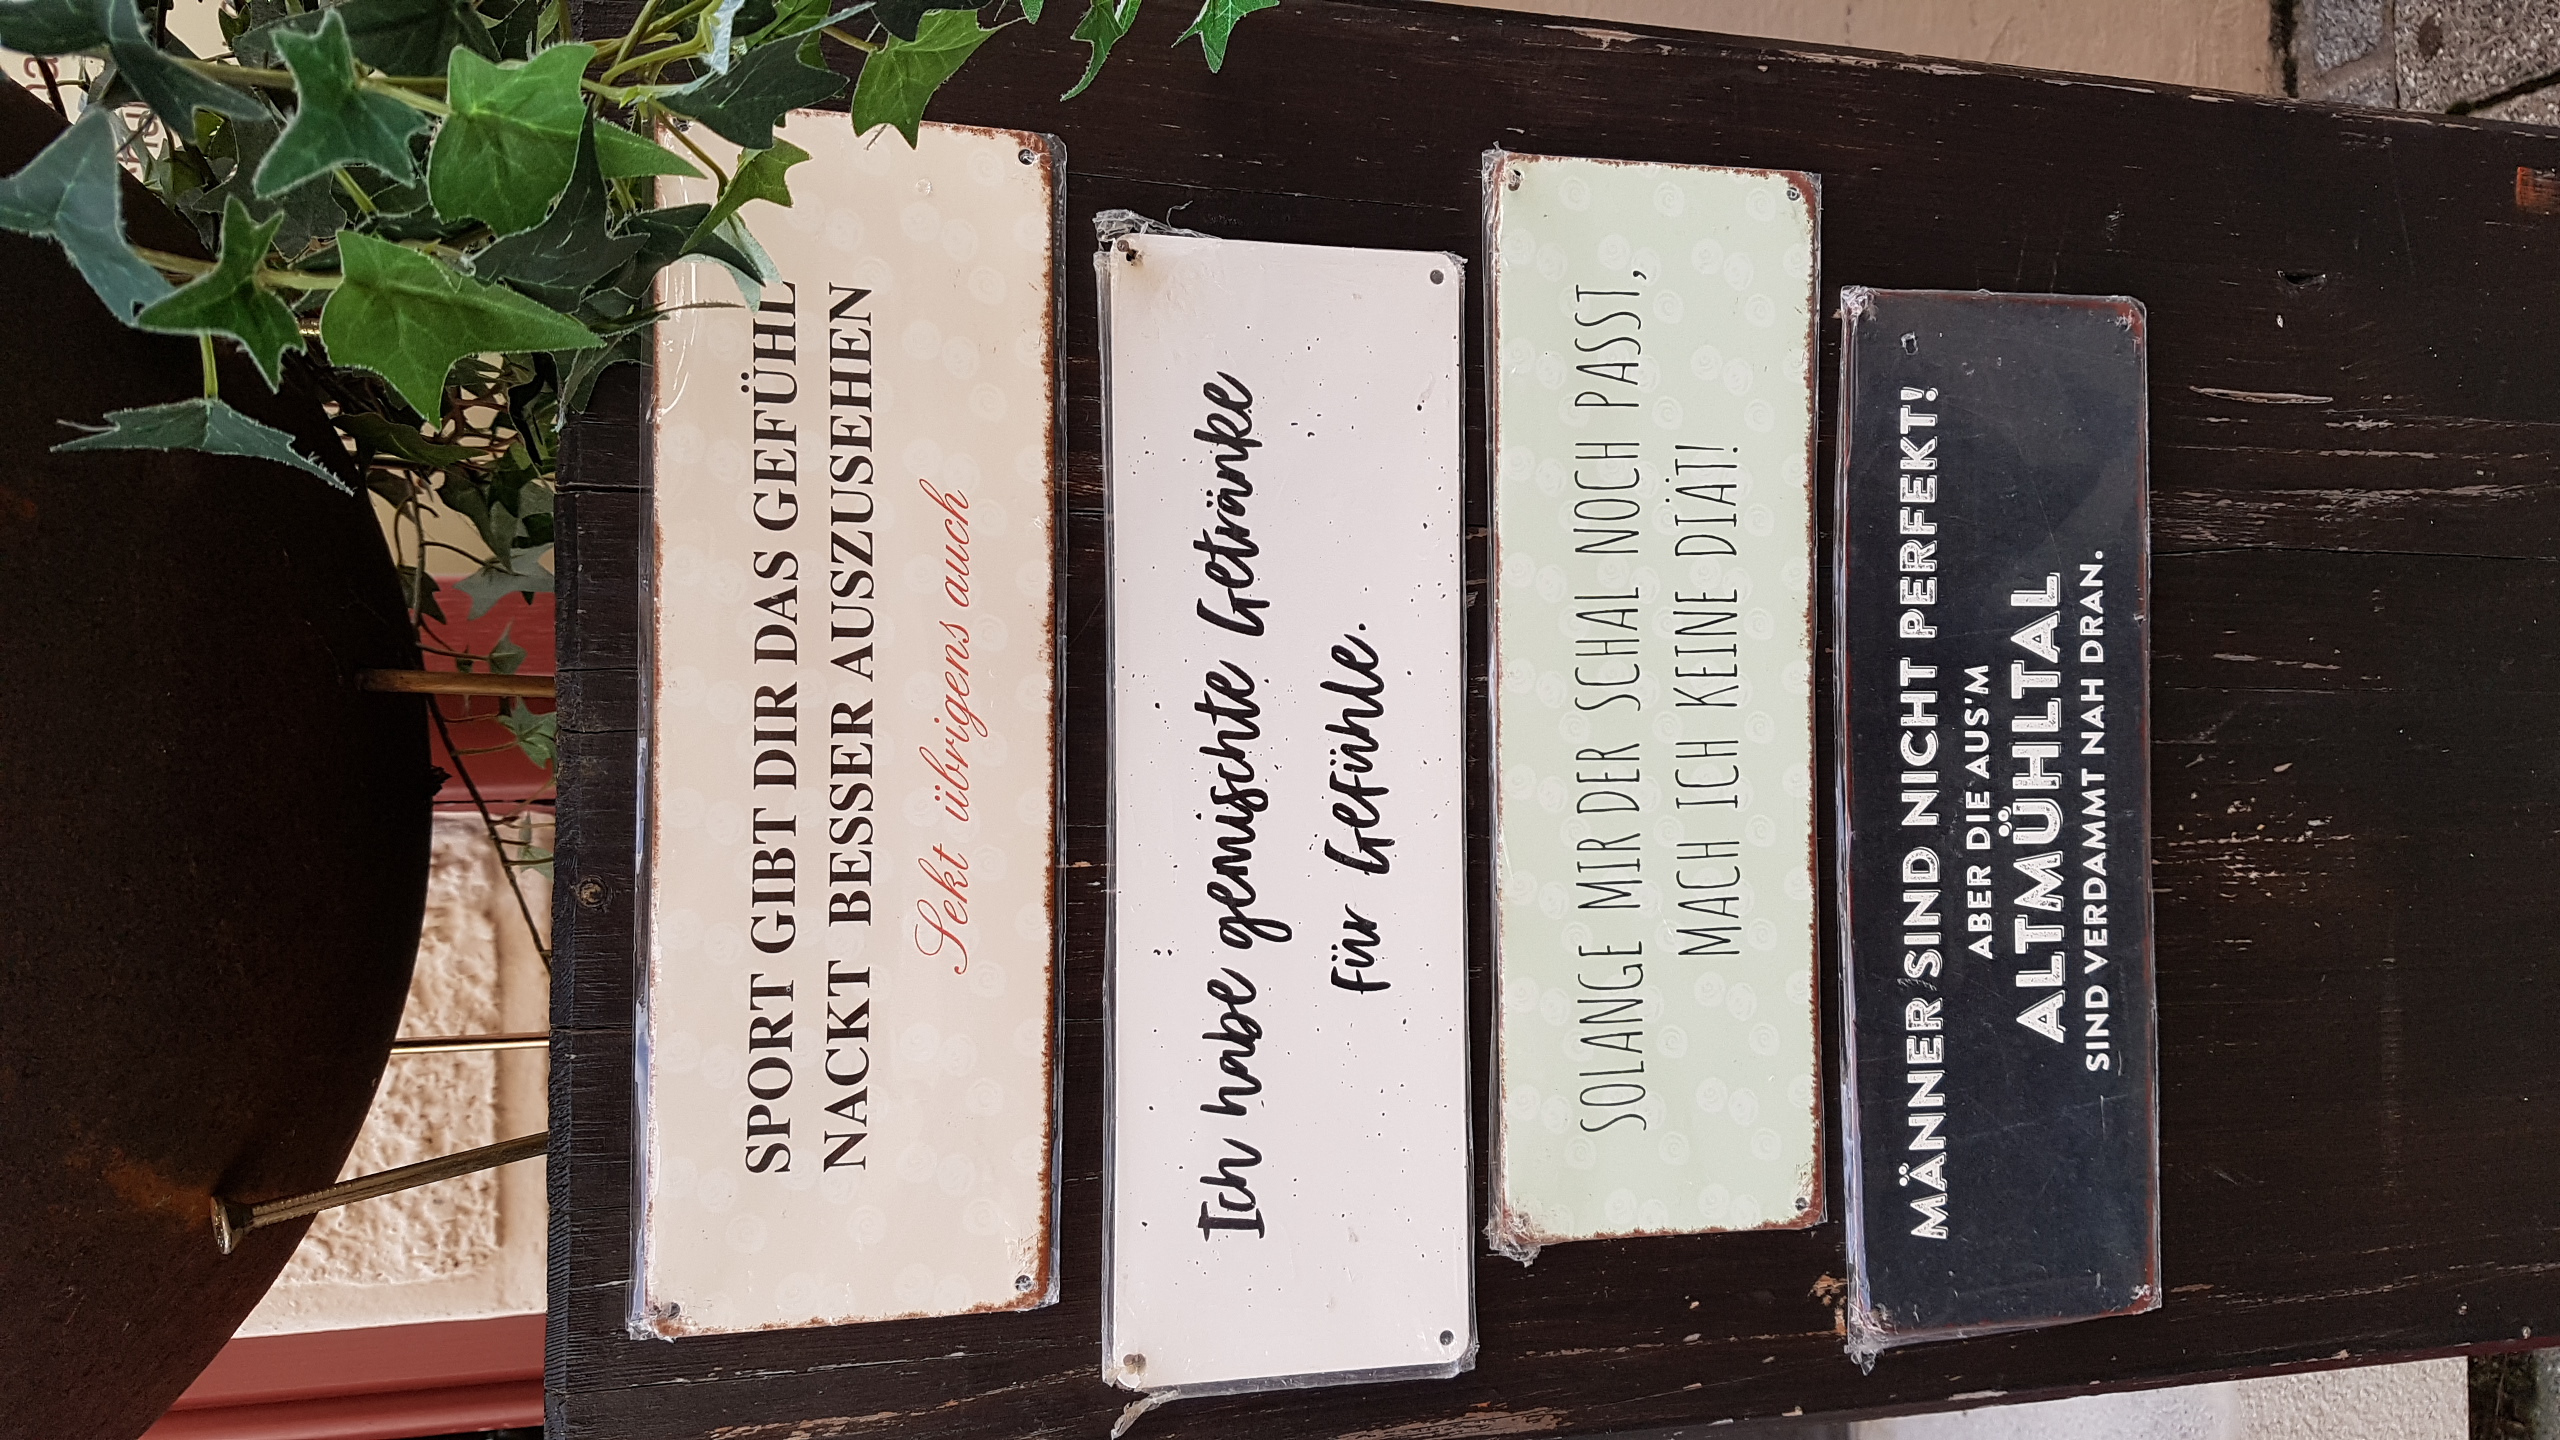 SPORT GIBT DIR DAS GEFÜHL
NACKT BESSER AUSZUSEHEN
Sekt übrigens auch
Ich habe gemischte Getränke
für Gefühle.
SOLANGE MIR DER SCHAL NOCH PASST,
MACH ICH KEINE DIÄT!
MÄNNER SIND NICHT PERFEKT!
ABER DIE AUS'M
ALTMÜHLTAL
SIND VERDAMMT NAH DRAN.